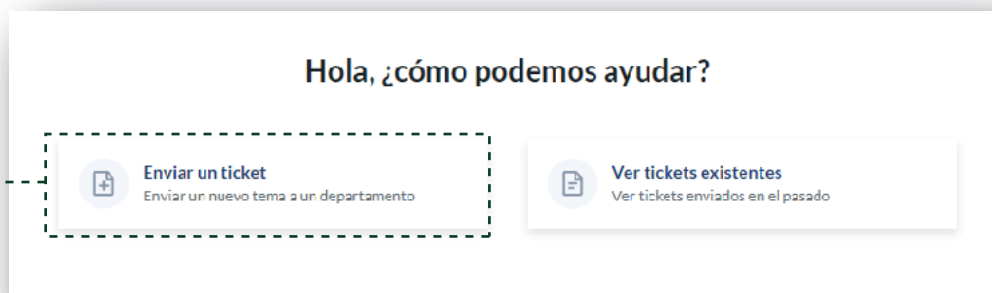 Hola, ¿cómo podemos ayudar?
Enviar un ticket
Enviar un nuevo tema a un departamento
Ver tickets existentes
Ver tickets enviados en el pasado